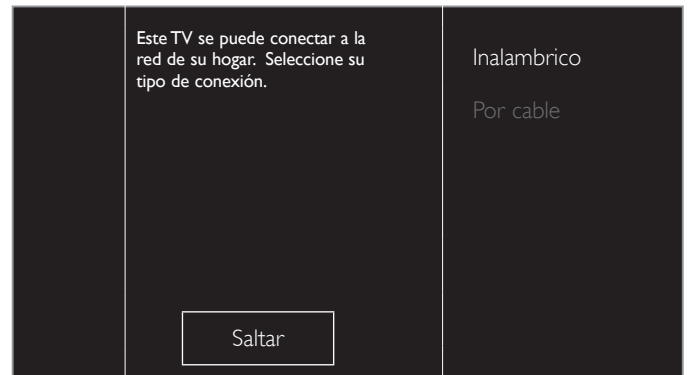 Este TV se puede conectar a la
red de su hogar. Seleccione su
tipo de conexión.
Inalambrico
Por cable
Saltar